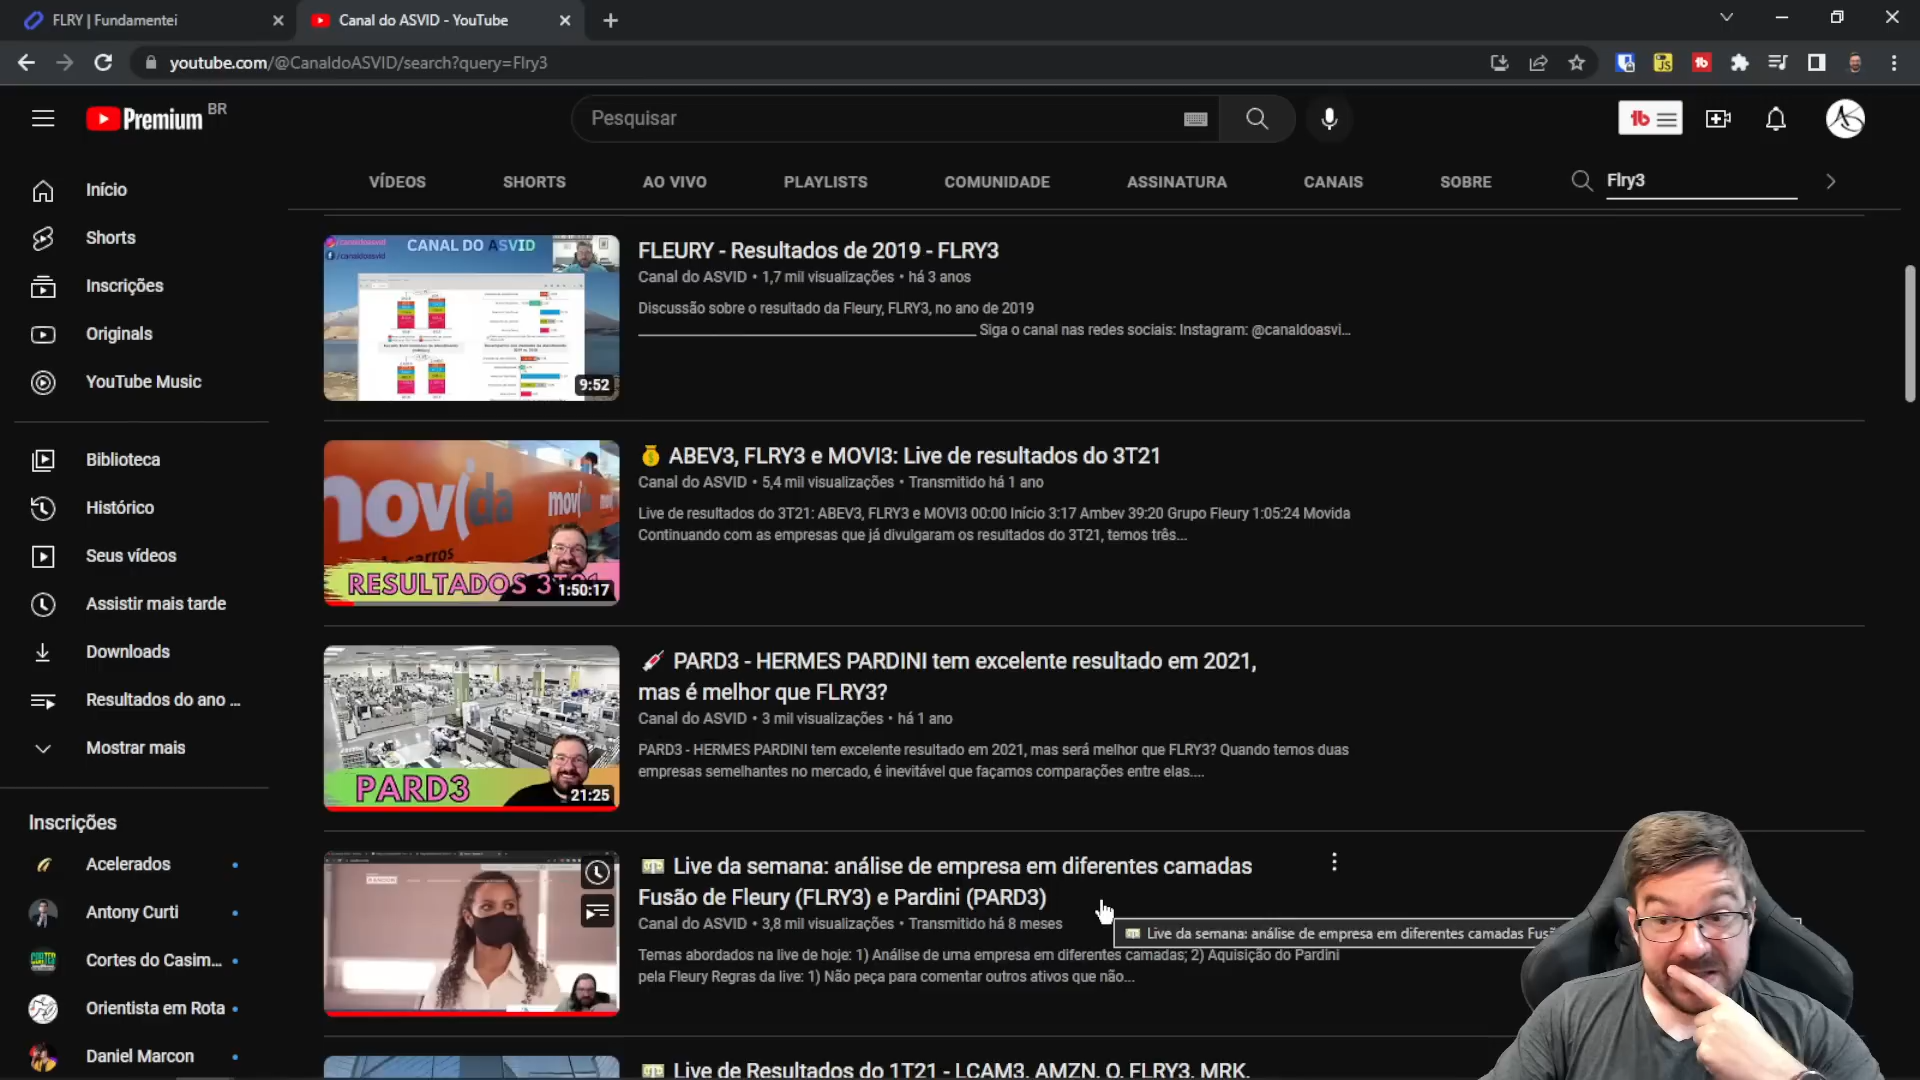 FLRY | Fundamentei
Canal do ASVID - YouTube
youtube.com/@CanaldoASVID/search?query=Flry3
Premium BR
Pesquisar
VÍDEOS SHORTS AO VIVO PLAYLISTS COMUNIDADE ASSINATURA CANAIS SOBRE Flry3
Início
Shorts
Inscrições
Originals
YouTube Music
Biblioteca
Histórico
Seus vídeos
Assistir mais tarde
Downloads
Resultados do ano ...
Mostrar mais
Inscrições
Acelerados
Antony Curti
Cortes do Casim...
Orientista em Rota
Daniel Marcon
/canaldoasvid
/canaldoasvid
CANAL DO ASVID
9:52
FLEURY - Resultados de 2019 - FLRY3
Canal do ASVID • 1,7 mil visualizações • há 3 anos
Discussão sobre o resultado da Fleury, FLRY3, no ano de 2019
Siga o canal nas redes sociais: Instagram: @canaldoasvi...
movida
movi
carros
RESULTADOS 3T21
1:50:17
ABEV3, FLRY3 e MOVI3: Live de resultados do 3T21
Canal do ASVID • 5,4 mil visualizações • Transmitido há 1 ano
Live de resultados do 3T21: ABEV3, FLRY3 e MOVI3 00:00 Início 3:17 Ambev 39:20 Grupo Fleury 1:05:24 Movida
Continuando com as empresas que já divulgaram os resultados do 3T21, temos três...
PARD3
21:25
PARD3 - HERMES PARDINI tem excelente resultado em 2021,
mas é melhor que FLRY3?
Canal do ASVID • 3 mil visualizações • há 1 ano
PARD3 - HERMES PARDINI tem excelente resultado em 2021, mas será melhor que FLRY3? Quando temos duas
empresas semelhantes no mercado, é inevitável que façamos comparações entre elas....
Live da semana: análise de empresa em diferentes camadas
Fusão de Fleury (FLRY3) e Pardini (PARD3)
Canal do ASVID • 3,8 mil visualizações • Transmitido há 8 meses
Live da semana: análise de empresa em diferentes camadas
Temas abordados na live de hoje: 1) Análise de uma empresa em diferentes camadas; 2) Aquisição do Pardini
pela Fleury Regras da live: 1) Não peça para comentar outros ativos que não...
Live de Resultados do 1T21 - LCAM3, AMZN, O, FLRY3, MRK,